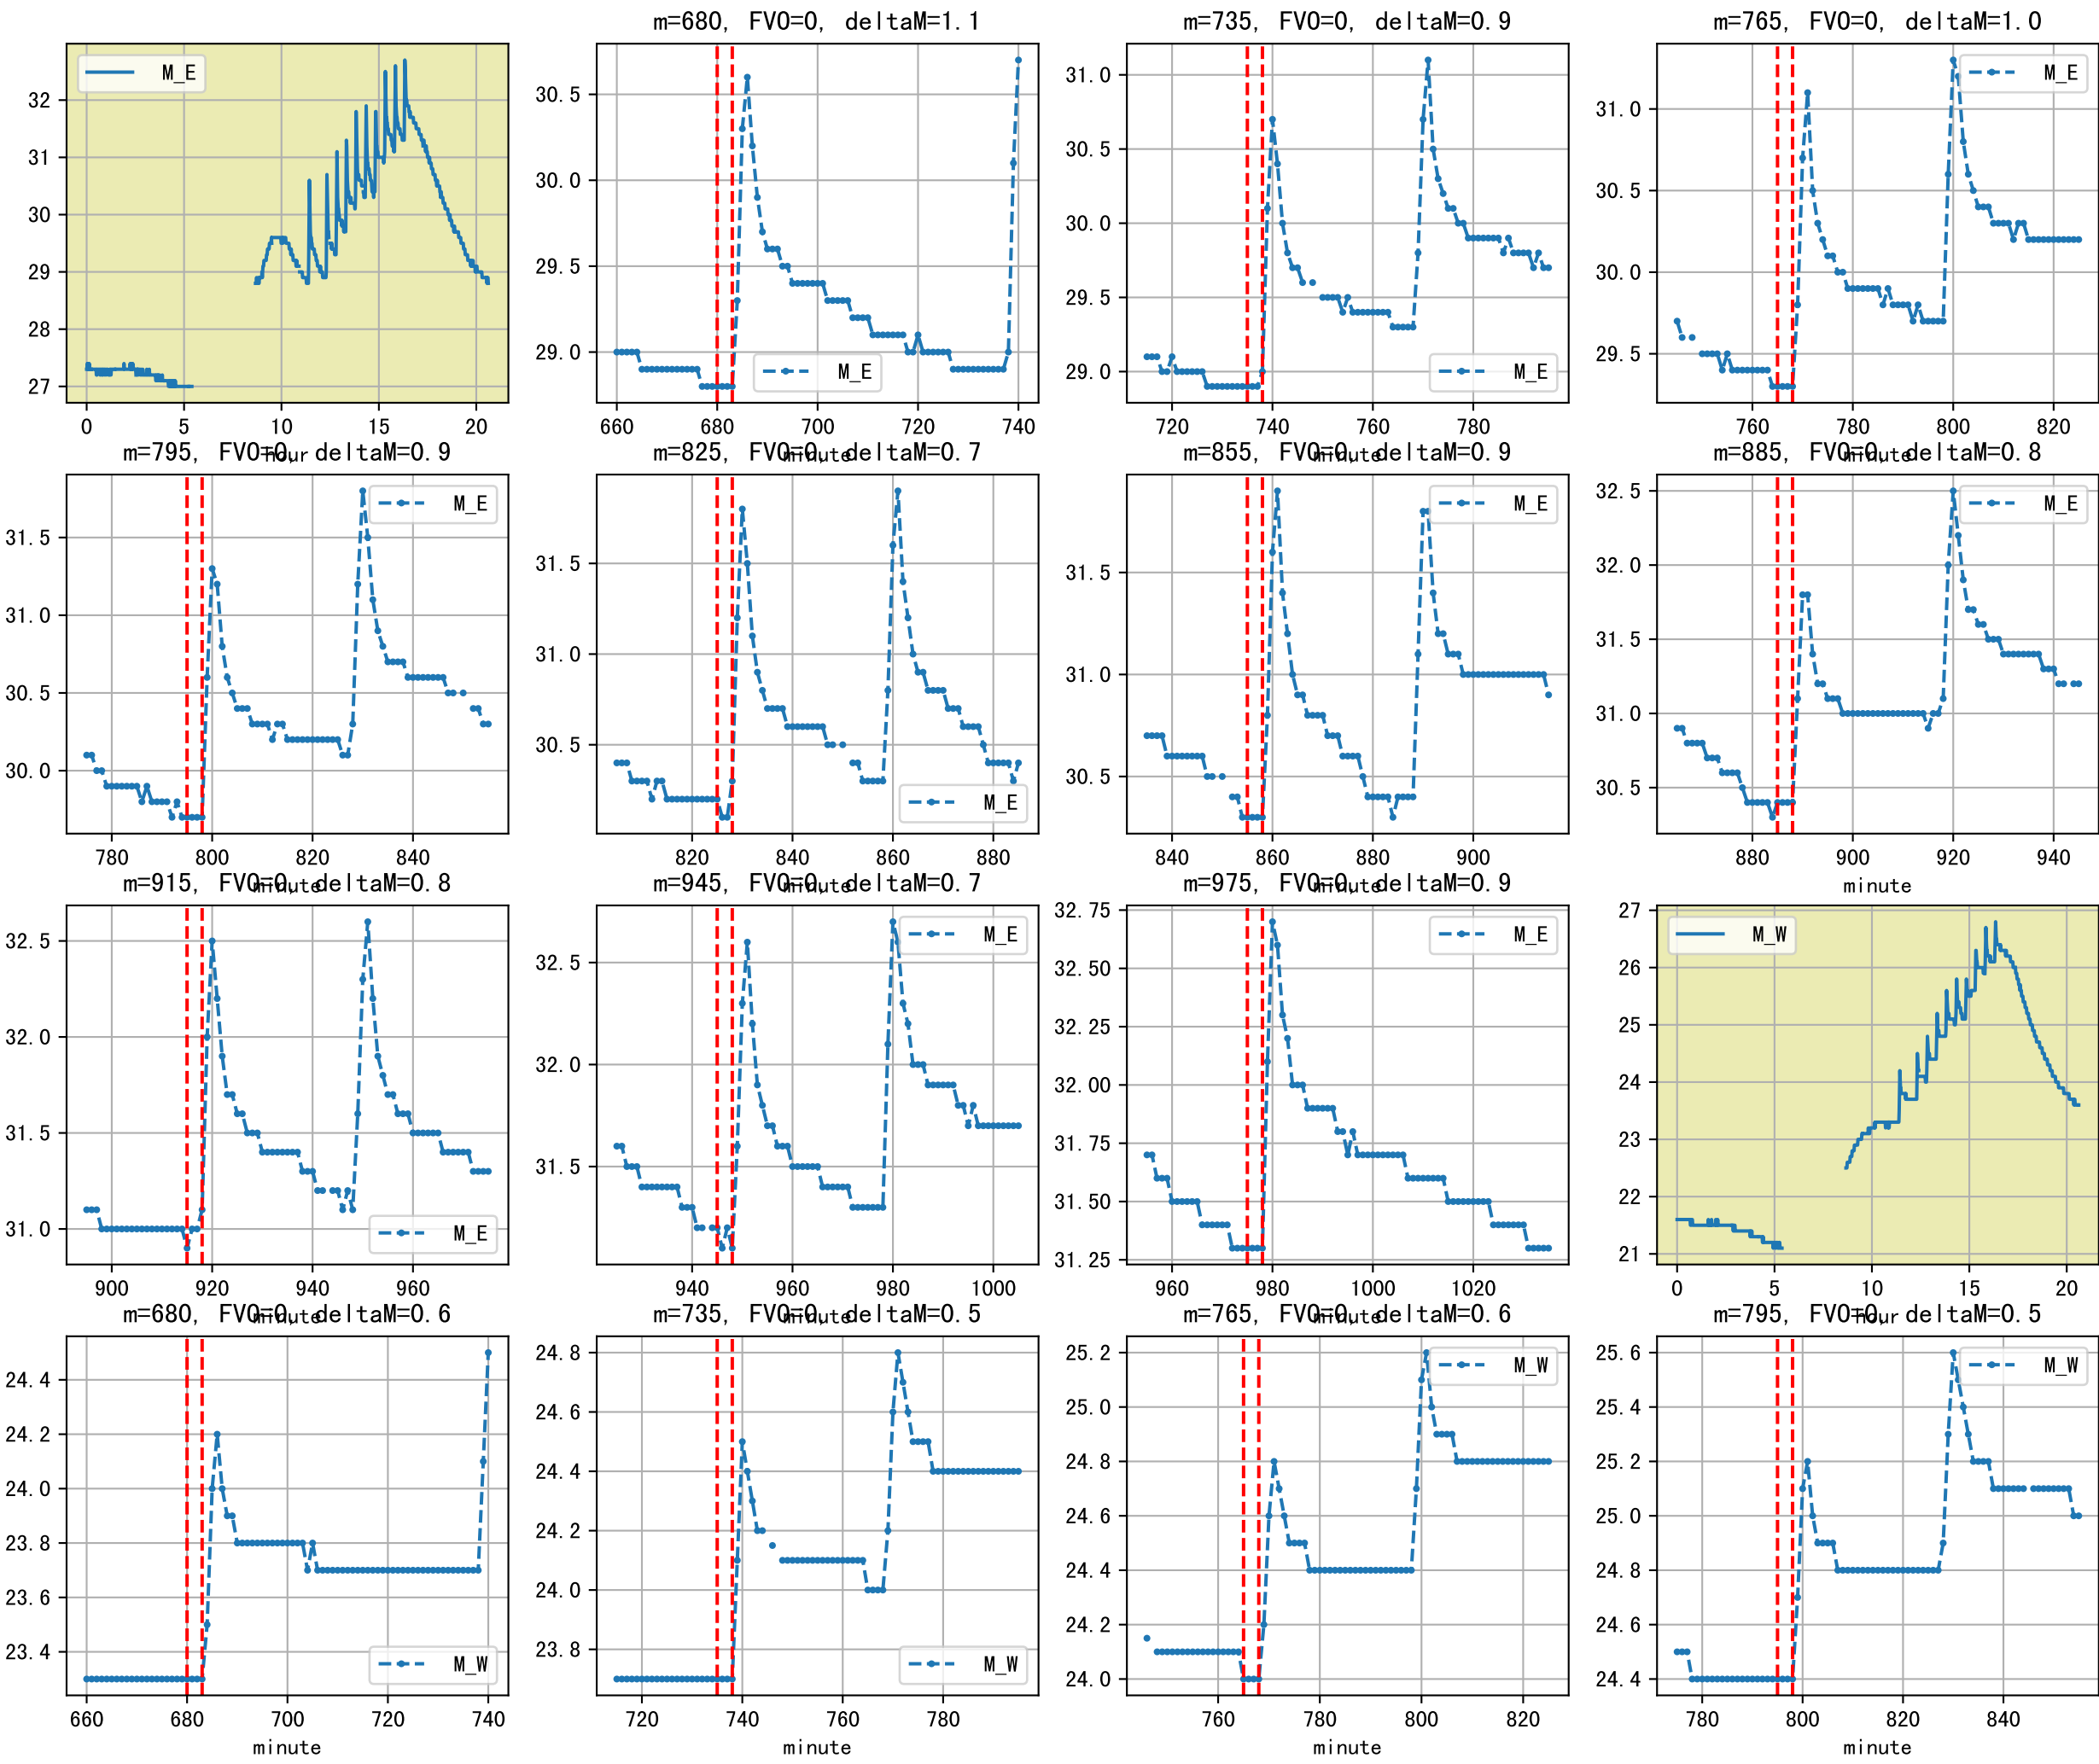 m=680, FVO=0, deltaM=1.1
m=735, FVO=0, deltaM=0.9
m=765, FVO=0, deltaM=1.0
M_E
32
31
30
29
28
27
0 5 10 15 20
hour
M_E
30.5
30.0
29.5
29.0
660 680 700 720 740
minute
M_E
31.0
30.5
30.0
29.5
29.0
720 740 760 780
minute
M_E
31.0
30.5
30.0
29.5
760 780 800 820
minute
m=795, FVO=0, deltaM=0.9
M_E
31.5
31.0
30.5
30.0
780 800 820 840
minute
m=825, FVO=0, deltaM=0.7
M_E
31.5
31.0
30.5
820 840 860 880
minute
m=855, FVO=0, deltaM=0.9
M_E
31.5
31.0
30.5
840 860 880 900
minute
m=885, FVO=0, deltaM=0.8
M_E
32.5
32.0
31.5
31.0
30.5
880 900 920 940
minute
m=915, FVO=0, deltaM=0.8
M_E
32.5
32.0
31.5
31.0
900 920 940 960
minute
m=945, FVO=0, deltaM=0.7
M_E
32.5
32.0
31.5
940 960 980 1000
minute
m=975, FVO=0, deltaM=0.9
M_E
32.75
32.50
32.25
32.00
31.75
31.50
31.25
960 980 1000 1020
minute
M_W
27
26
25
24
23
22
21
0 5 10 15 20
hour
m=680, FVO=0, deltaM=0.6
M_W
24.4
24.2
24.0
23.8
23.6
23.4
660 680 700 720 740
minute
m=735, FVO=0, deltaM=0.5
M_W
24.8
24.6
24.4
24.2
24.0
23.8
720 740 760 780
minute
m=765, FVO=0, deltaM=0.6
M_W
25.2
25.0
24.8
24.6
24.4
24.2
24.0
760 780 800 820
minute
m=795, FVO=0, deltaM=0.5
M_W
25.6
25.4
25.2
25.0
24.8
24.6
24.4
780 800 820 840
minute